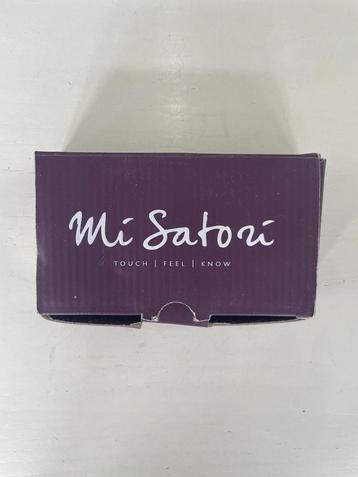 Mi Satori
TOUCH | FEEL | KNOW